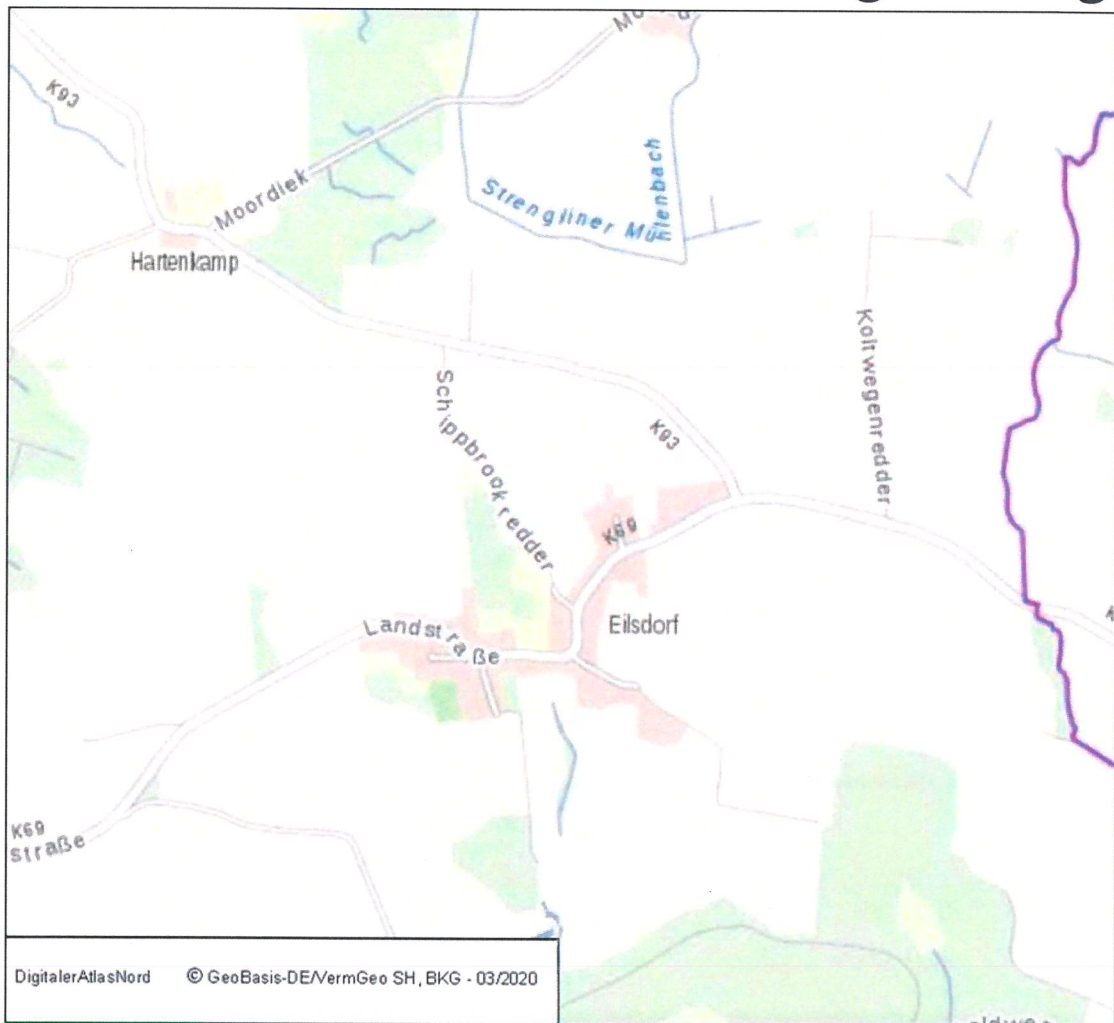 K93
Moordiek
Strengliner Mühlenbach
Hartenkamp
Koltwegenredder
Schippbrookredder
K93
K69
Eilsdorf
Landstraße
K69
straße
DigitalerAtlasNord © GeoBasis-DE/VermGeo SH, BKG - 03/2020